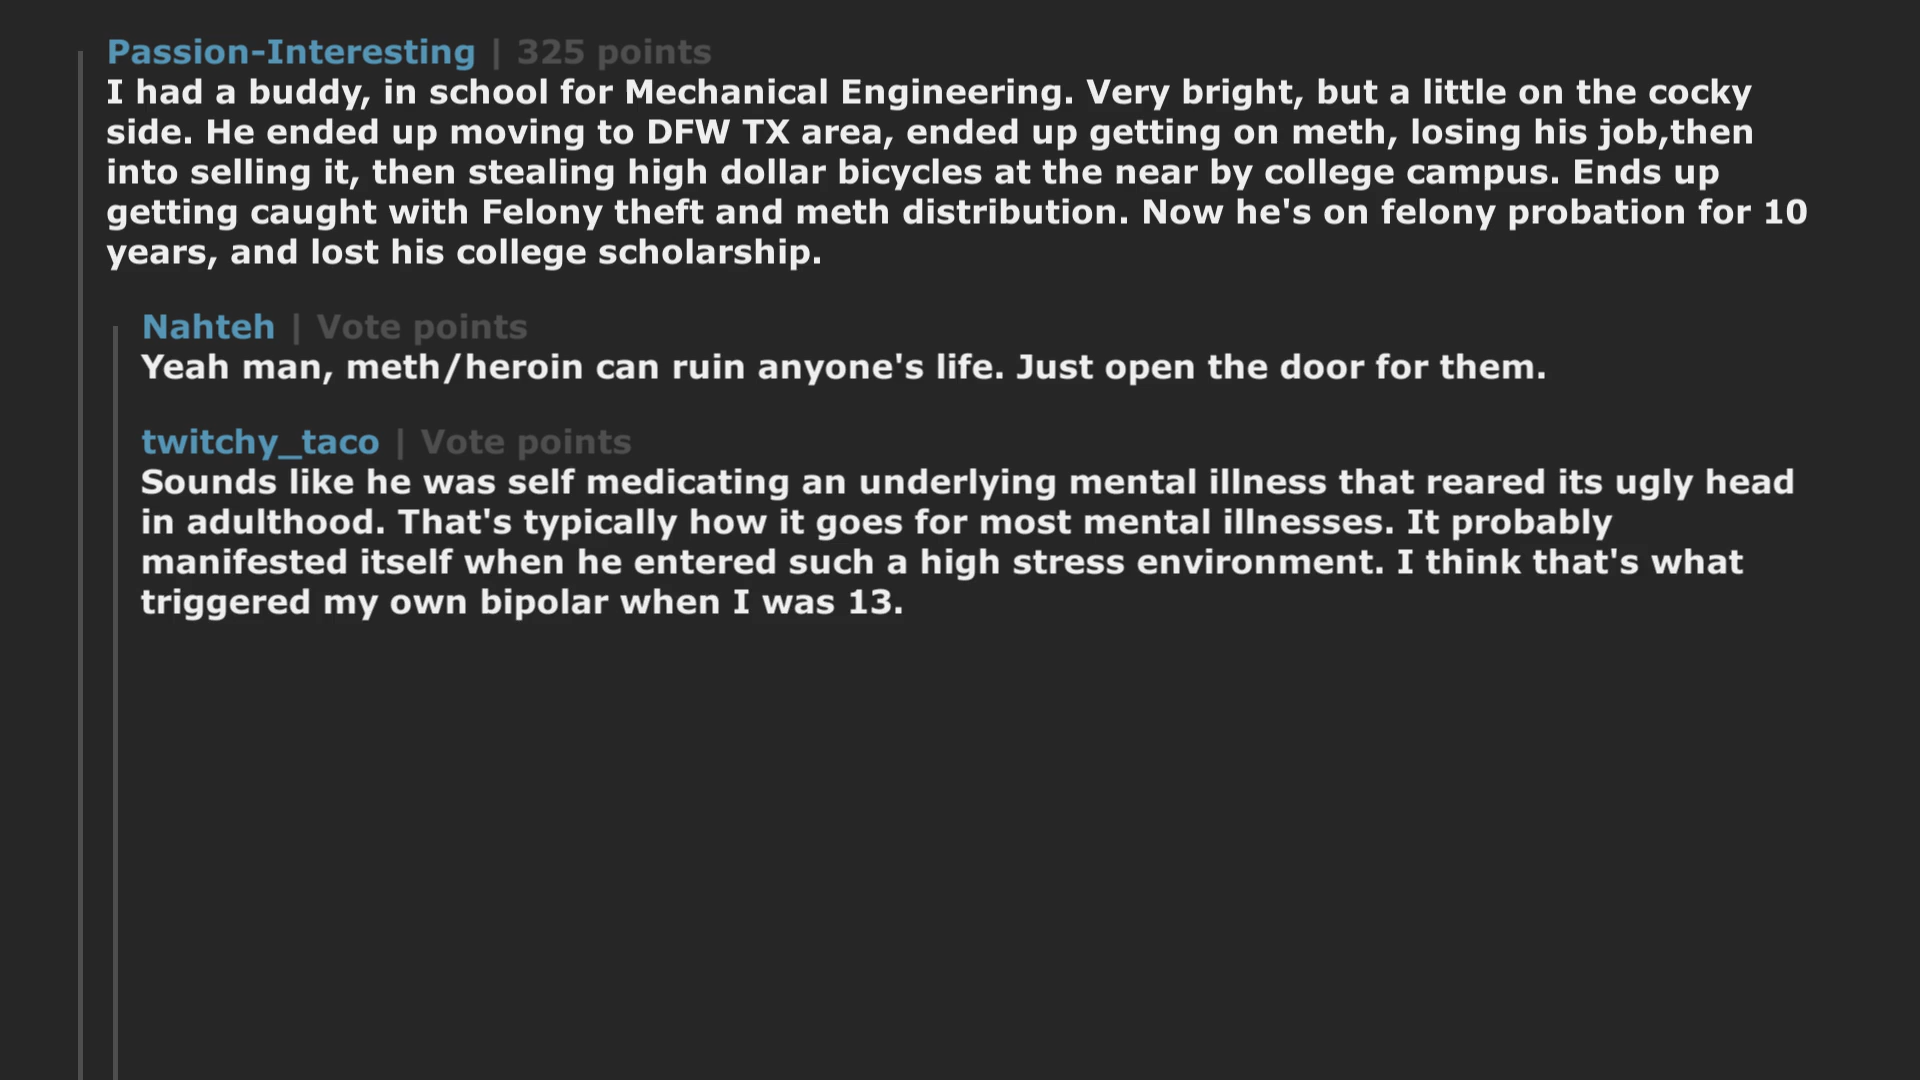 Passion-Interesting | 325 points
I had a buddy, in school for Mechanical Engineering. Very bright, but a little on the cocky
side. He ended up moving to DFW TX area, ended up getting on meth, losing his job,then
into selling it, then stealing high dollar bicycles at the near by college campus. Ends up
getting caught with Felony theft and meth distribution. Now he's on felony probation for 10
years, and lost his college scholarship.
Nahteh | Vote points
Yeah man, meth/heroin can ruin anyone's life. Just open the door for them.
twitchy_taco | Vote points
Sounds like he was self medicating an underlying mental illness that reared its ugly head
in adulthood. That's typically how it goes for most mental illnesses. It probably
manifested itself when he entered such a high stress environment. I think that's what
triggered my own bipolar when I was 13.